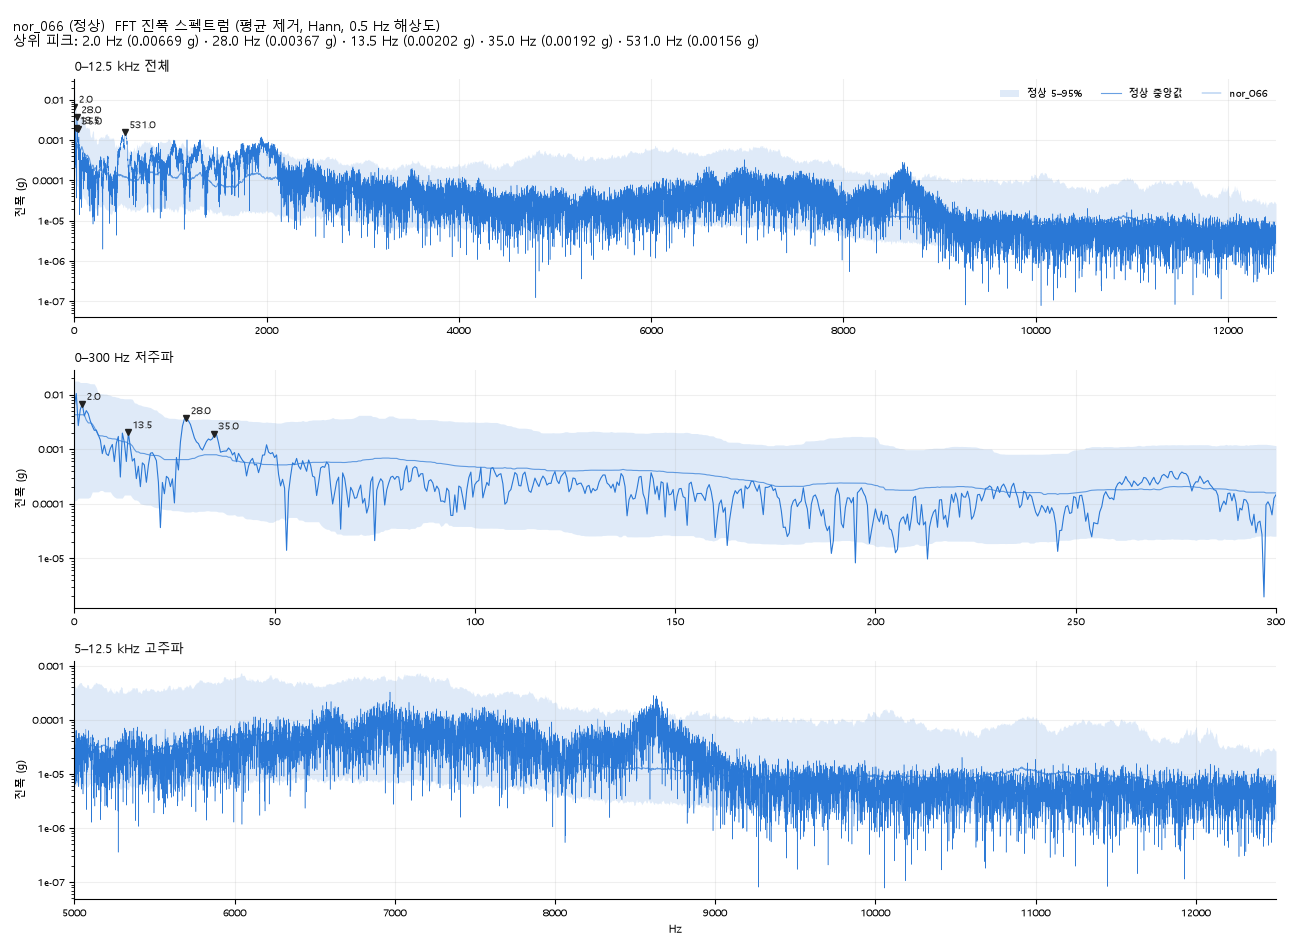 nor_066 (정상)  FFT 진폭 스펙트럼 (평균 제거, Hann, 0.5 Hz 해상도)
상위 피크: 2.0 Hz (0.00669 g) · 28.0 Hz (0.00367 g) · 13.5 Hz (0.00202 g) · 35.0 Hz (0.00192 g) · 531.0 Hz (0.00156 g)
0–12.5 kHz 전체
정상 5–95% 정상 중앙값 nor_066
2.0
28.0
531.0
0.01
0.001
0.0001
1e-05
1e-06
1e-07
진폭 (g)
0 2000 4000 6000 8000 10000 12000
0–300 Hz 저주파
2.0
13.5
28.0
35.0
0.01
0.001
0.0001
1e-05
진폭 (g)
0 50 100 150 200 250 300
5–12.5 kHz 고주파
0.001
0.0001
1e-05
1e-06
1e-07
진폭 (g)
5000 6000 7000 8000 9000 10000 11000 12000
Hz